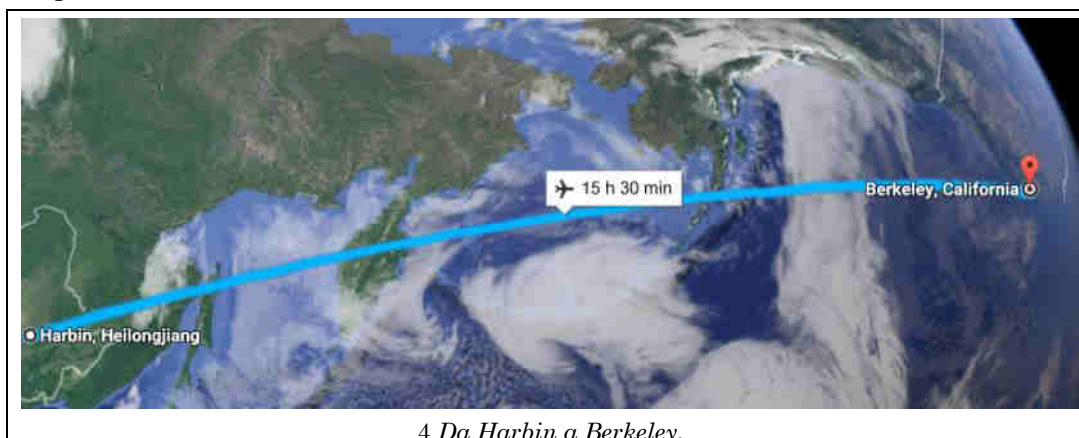 15 h 30 min
Berkeley, California
Harbin, Heilongjiang
4 Da Harbin a Berkeley.